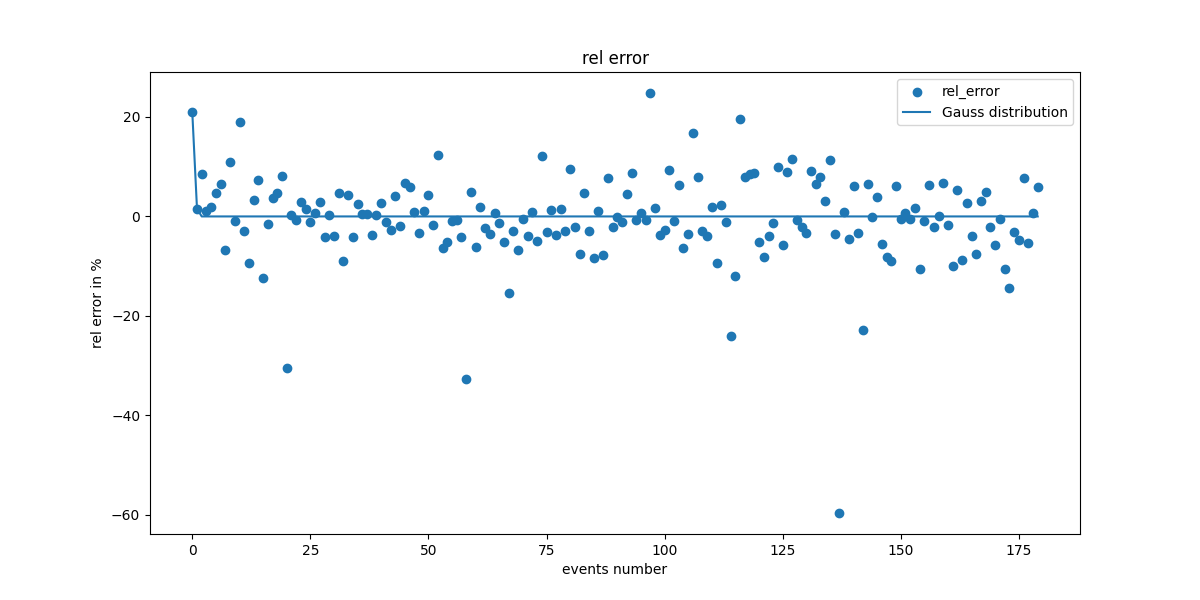 rel error
rel_error
Gauss distribution
20
0
−20
−40
−60
rel error in %
0 25 50 75 100 125 150 175
events number